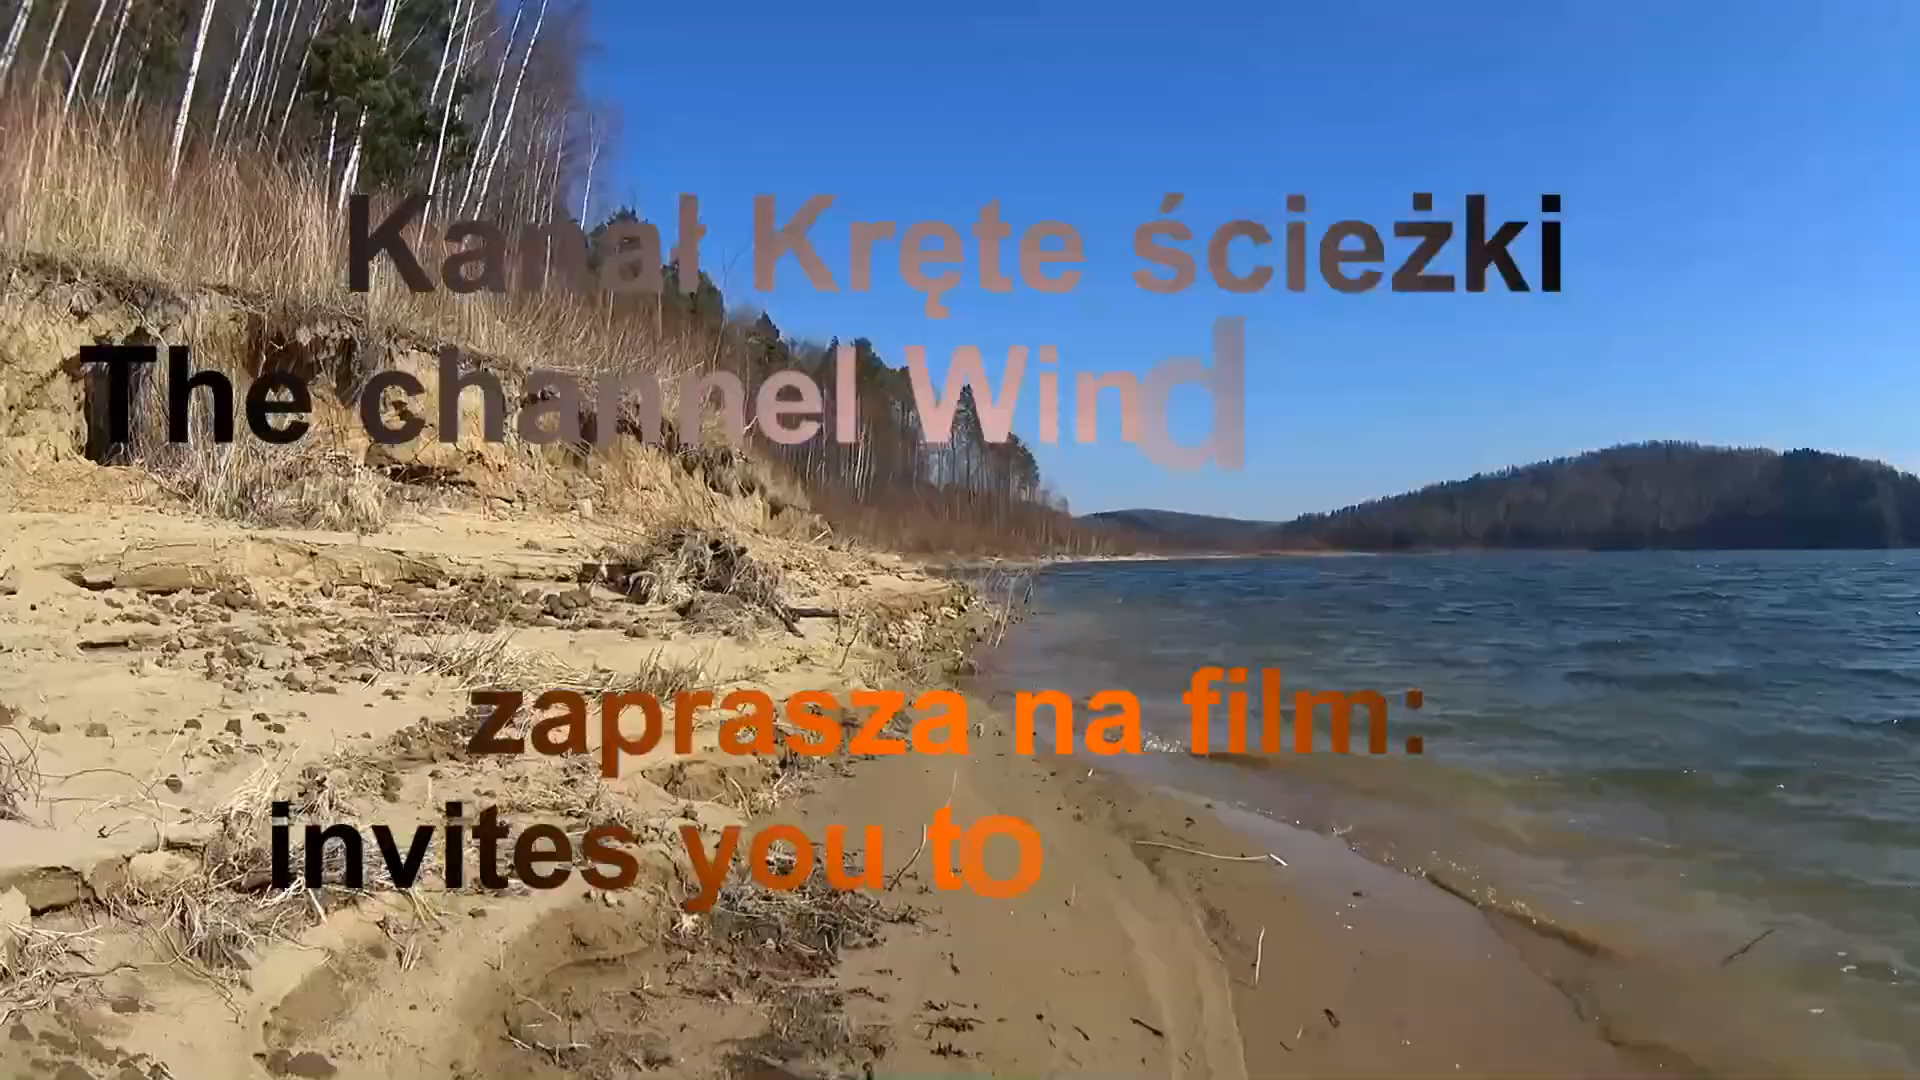 Kanał Kręte ścieżki
The channel Wind
zaprasza na film:
invites you to